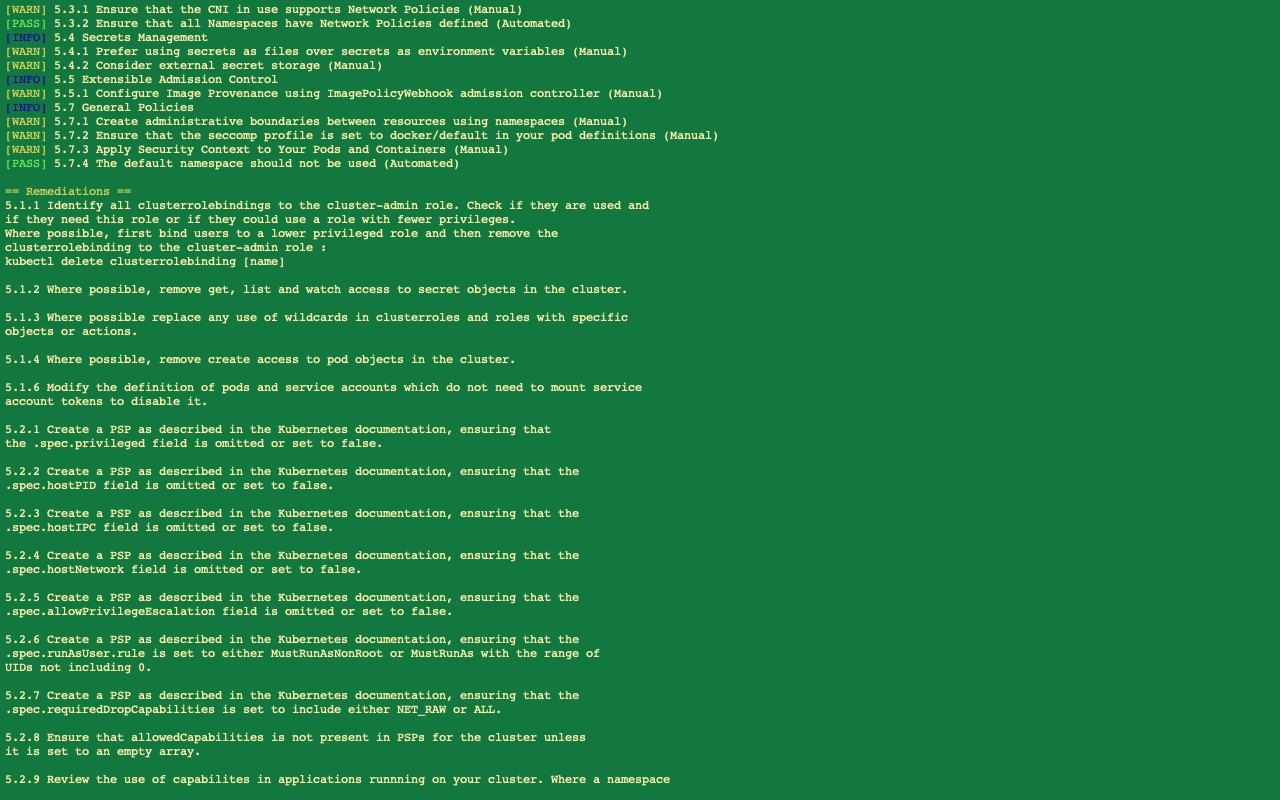 [WARN] 5.3.1 Ensure that the CNI in use supports Network Policies (Manual)
[PASS] 5.3.2 Ensure that all Namespaces have Network Policies defined (Automated)
[INFO] 5.4 Secrets Management
[WARN] 5.4.1 Prefer using secrets as files over secrets as environment variables (Manual)
[WARN] 5.4.2 Consider external secret storage (Manual)
[INFO] 5.5 Extensible Admission Control
[WARN] 5.5.1 Configure Image Provenance using ImagePolicyWebhook admission controller (Manual)
[INFO] 5.7 General Policies
[WARN] 5.7.1 Create administrative boundaries between resources using namespaces (Manual)
[WARN] 5.7.2 Ensure that the seccomp profile is set to docker/default in your pod definitions (Manual)
[WARN] 5.7.3 Apply Security Context to Your Pods and Containers (Manual)
[PASS] 5.7.4 The default namespace should not be used (Automated)
== Remediations ==
5.1.1 Identify all clusterrolebindings to the cluster-admin role. Check if they are used and
if they need this role or if they could use a role with fewer privileges.
Where possible, first bind users to a lower privileged role and then remove the
clusterrolebinding to the cluster-admin role :
kubectl delete clusterrolebinding [name]
5.1.2 Where possible, remove get, list and watch access to secret objects in the cluster.
5.1.3 Where possible replace any use of wildcards in clusterroles and roles with specific
objects or actions.
5.1.4 Where possible, remove create access to pod objects in the cluster.
5.1.6 Modify the definition of pods and service accounts which do not need to mount service
account tokens to disable it.
5.2.1 Create a PSP as described in the Kubernetes documentation, ensuring that
the .spec.privileged field is omitted or set to false.
5.2.2 Create a PSP as described in the Kubernetes documentation, ensuring that the
.spec.hostPID field is omitted or set to false.
5.2.3 Create a PSP as described in the Kubernetes documentation, ensuring that the
.spec.hostIPC field is omitted or set to false.
5.2.4 Create a PSP as described in the Kubernetes documentation, ensuring that the
.spec.hostNetwork field is omitted or set to false.
5.2.5 Create a PSP as described in the Kubernetes documentation, ensuring that the
.spec.allowPrivilegeEscalation field is omitted or set to false.
5.2.6 Create a PSP as described in the Kubernetes documentation, ensuring that the
.spec.runAsUser.rule is set to either MustRunAsNonRoot or MustRunAs with the range of
UIDs not including 0.
5.2.7 Create a PSP as described in the Kubernetes documentation, ensuring that the
.spec.requiredDropCapabilities is set to include either NET_RAW or ALL.
5.2.8 Ensure that allowedCapabilities is not present in PSPs for the cluster unless
it is set to an empty array.
5.2.9 Review the use of capabilites in applications runnning on your cluster. Where a namespace